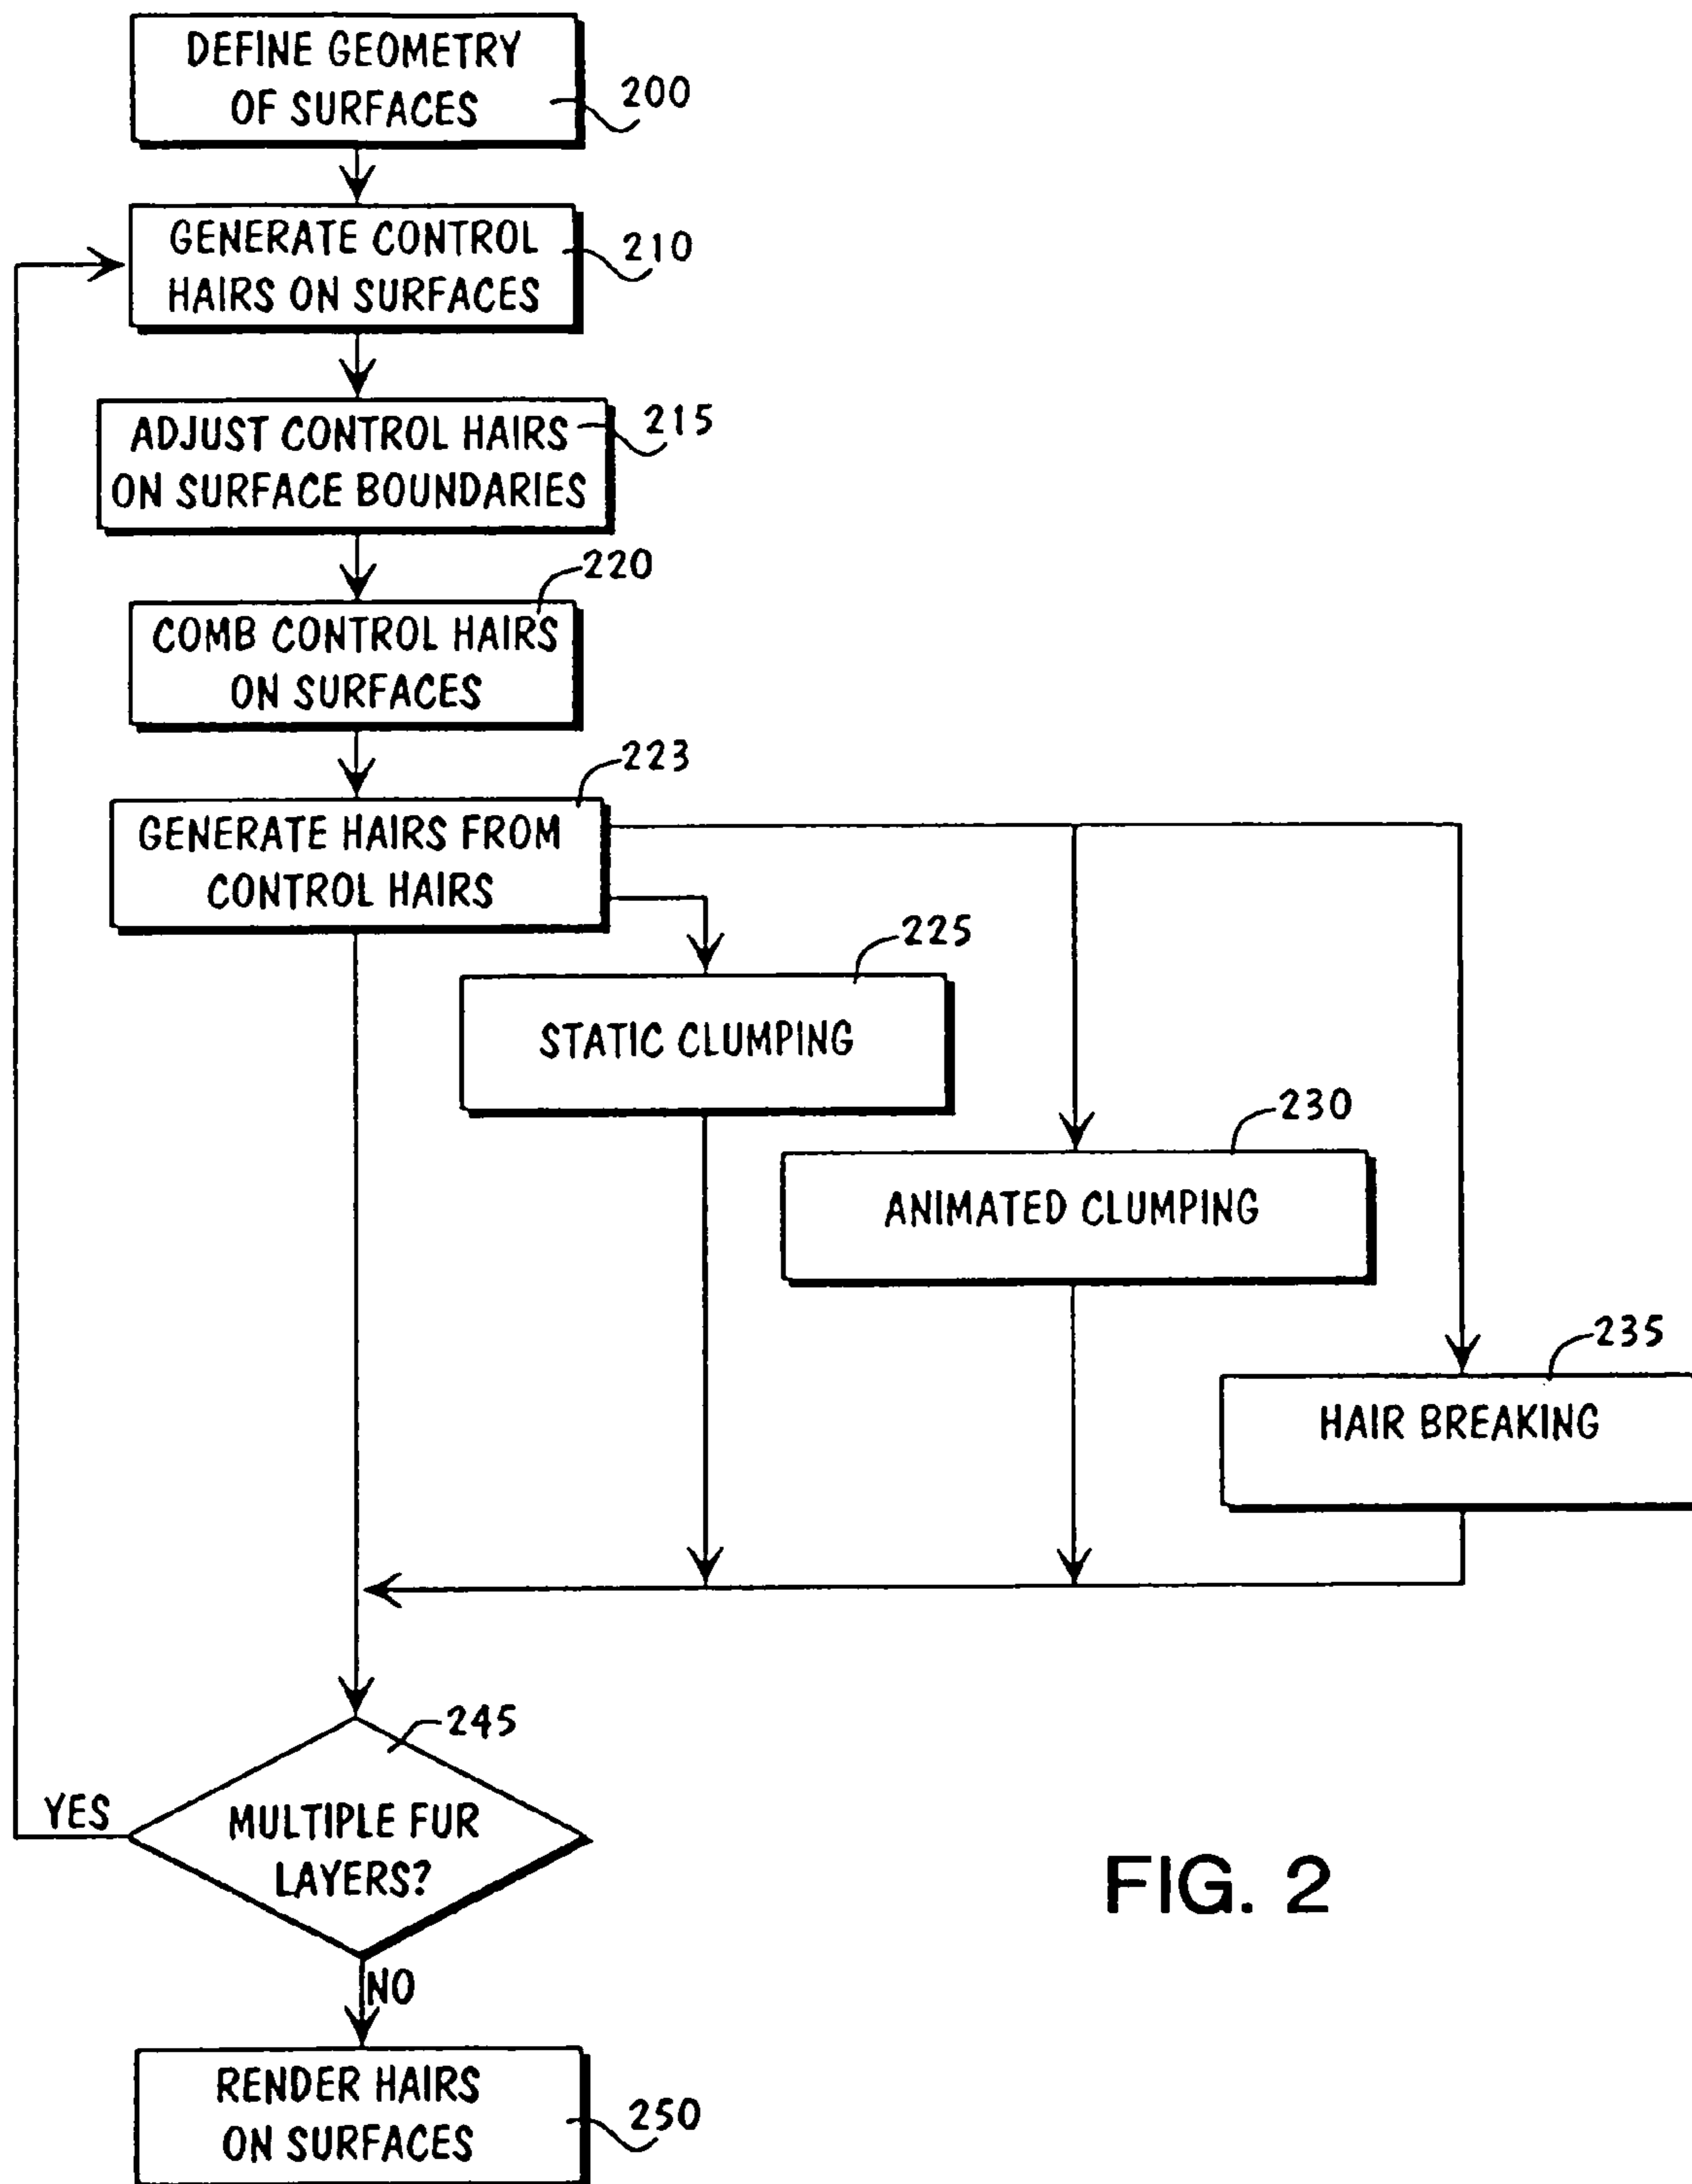 DEFINE GEOMETRY
OF SURFACES
200
GENERATE CONTROL
HAIRS ON SURFACES
210
ADJUST CONTROL HAIRS
ON SURFACE BOUNDARIES
215
220
COMB CONTROL HAIRS
ON SURFACES
223
GENERATE HAIRS FROM
CONTROL HAIRS
225
STATIC CLUMPING
230
ANIMATED CLUMPING
235
HAIR BREAKING
245
YES
MULTIPLE FUR
LAYERS?
FIG. 2
NO
RENDER HAIRS
ON SURFACES
250